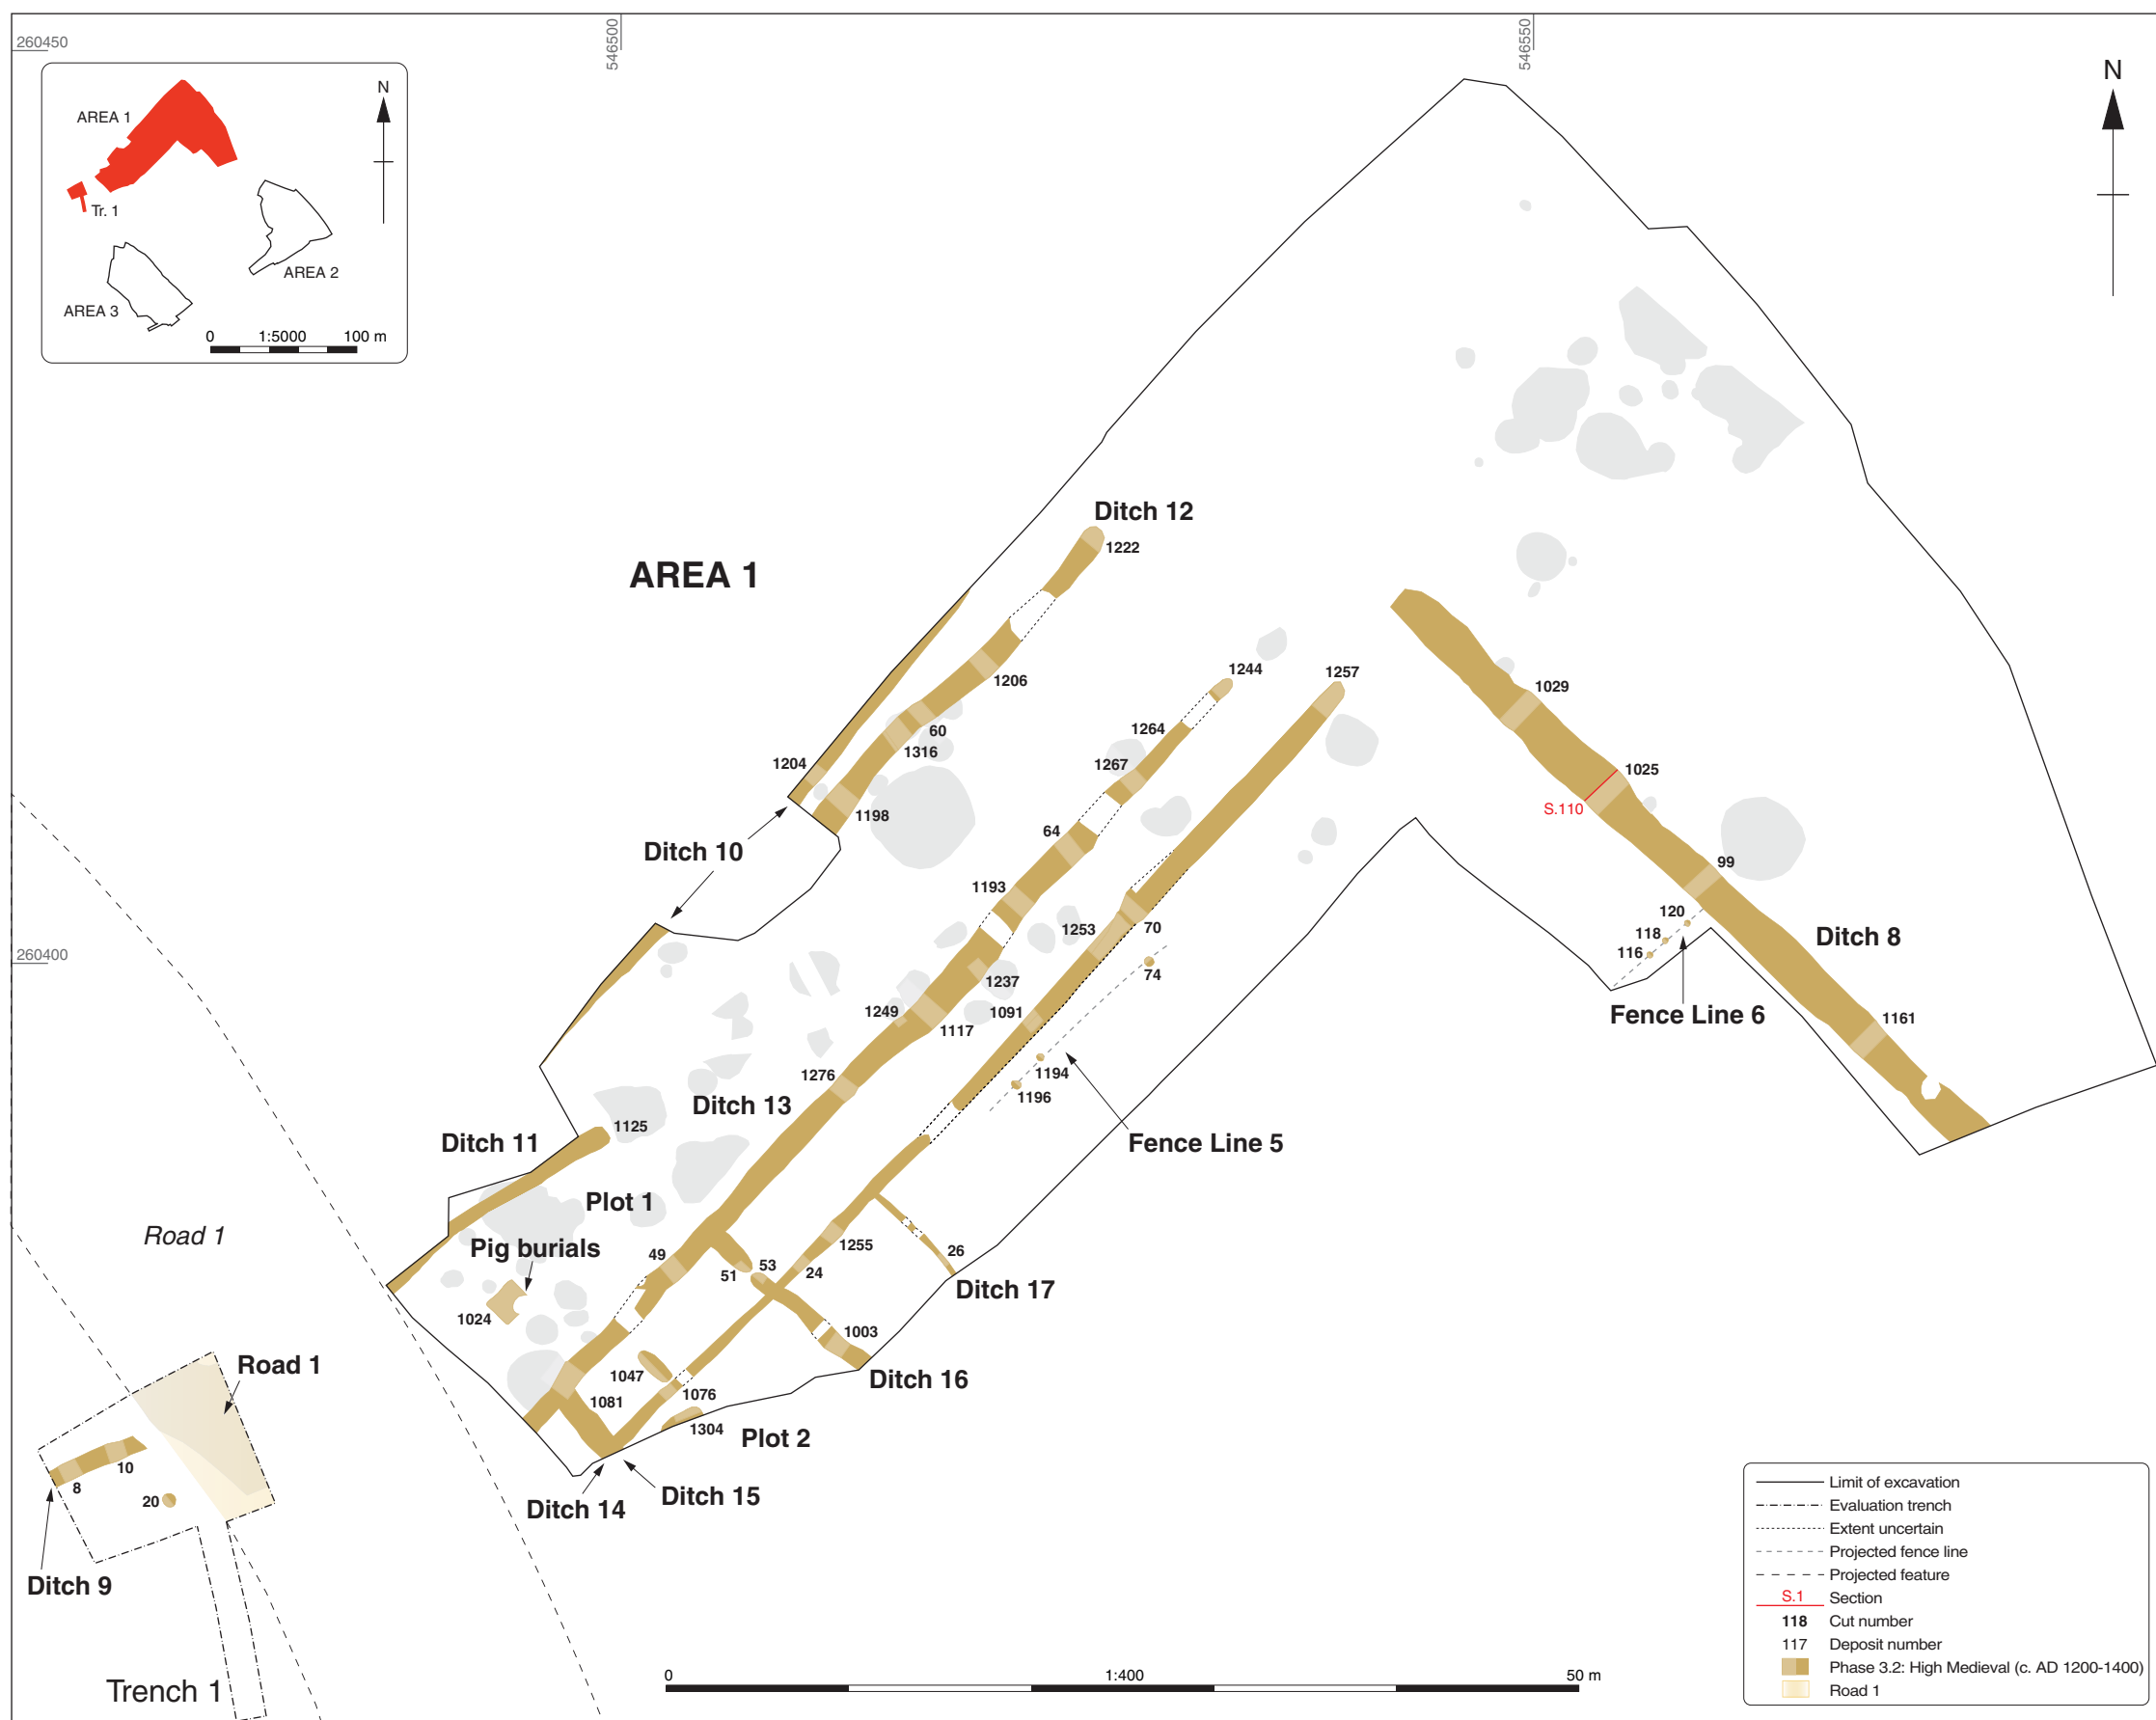 260450
546500
546550
N
AREA 1
N
Tr. 1
AREA 2
AREA 3
0 1:5000 100 m
Ditch 12
1222
AREA 1
1206
1244
1257
1029
60
1316
1264
1204
1267
1025
S.110
1198
64
Ditch 10
99
1193
120
70
1253
118
Ditch 8
116
260400
74
1237
1249
1091
1117
Fence Line 6
1161
1276
1194
1196
Ditch 13
1125
Ditch 11
Fence Line 5
Plot 1
Road 1
Pig burials
49
1255
26
53
51
24
Ditch 17
1024
1003
Road 1
1047
Ditch 16
1076
1081
1304
Plot 2
10
8
20
Ditch 15
Ditch 14
Ditch 9
Trench 1
0 1:400 50 m
Limit of excavation
Evaluation trench
Extent uncertain
Projected fence line
Projected feature
S.1 Section
118 Cut number
117 Deposit number
Phase 3.2: High Medieval (c. AD 1200-1400)
Road 1